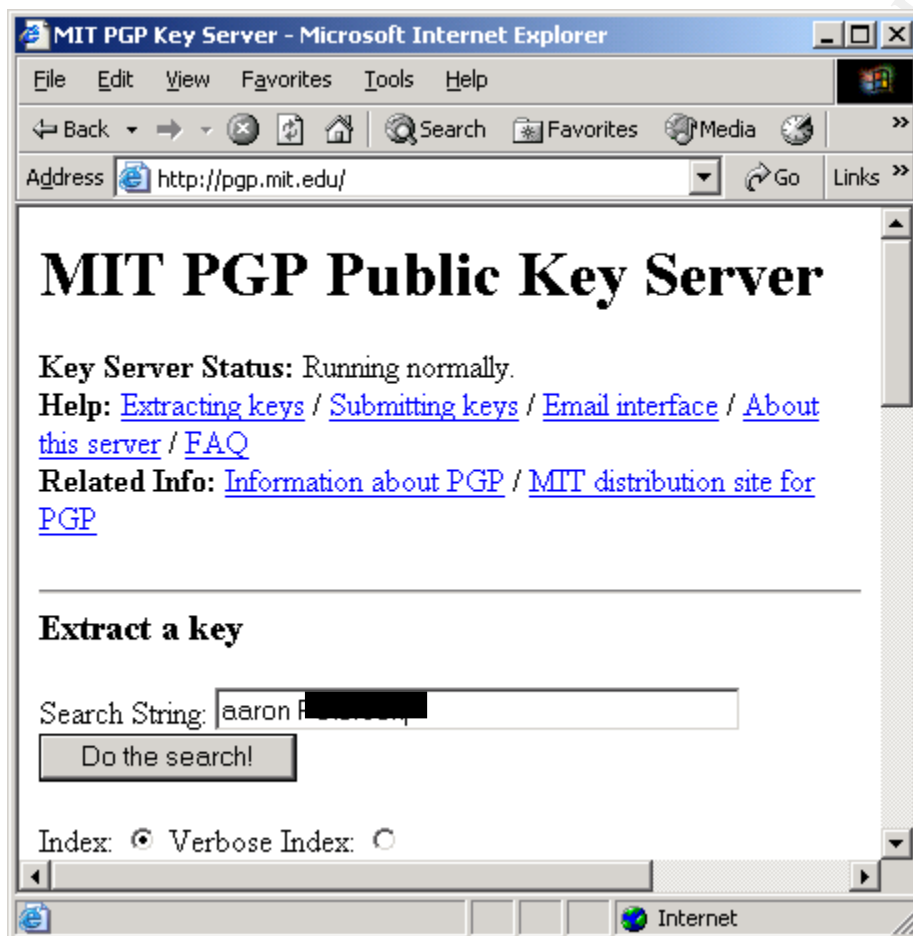 MIT PGP Key Server - Microsoft Internet Explorer
File Edit View Favorites Tools Help
Back Search Favorites Media »
Address http://pgp.mit.edu/ Go Links »
MIT PGP Public Key Server
Key Server Status: Running normally.
Help: Extracting keys / Submitting keys / Email interface / About
this server / FAQ
Related Info: Information about PGP / MIT distribution site for
PGP
Extract a key
Search String: aaron
Do the search!
Index: Verbose Index:
Internet